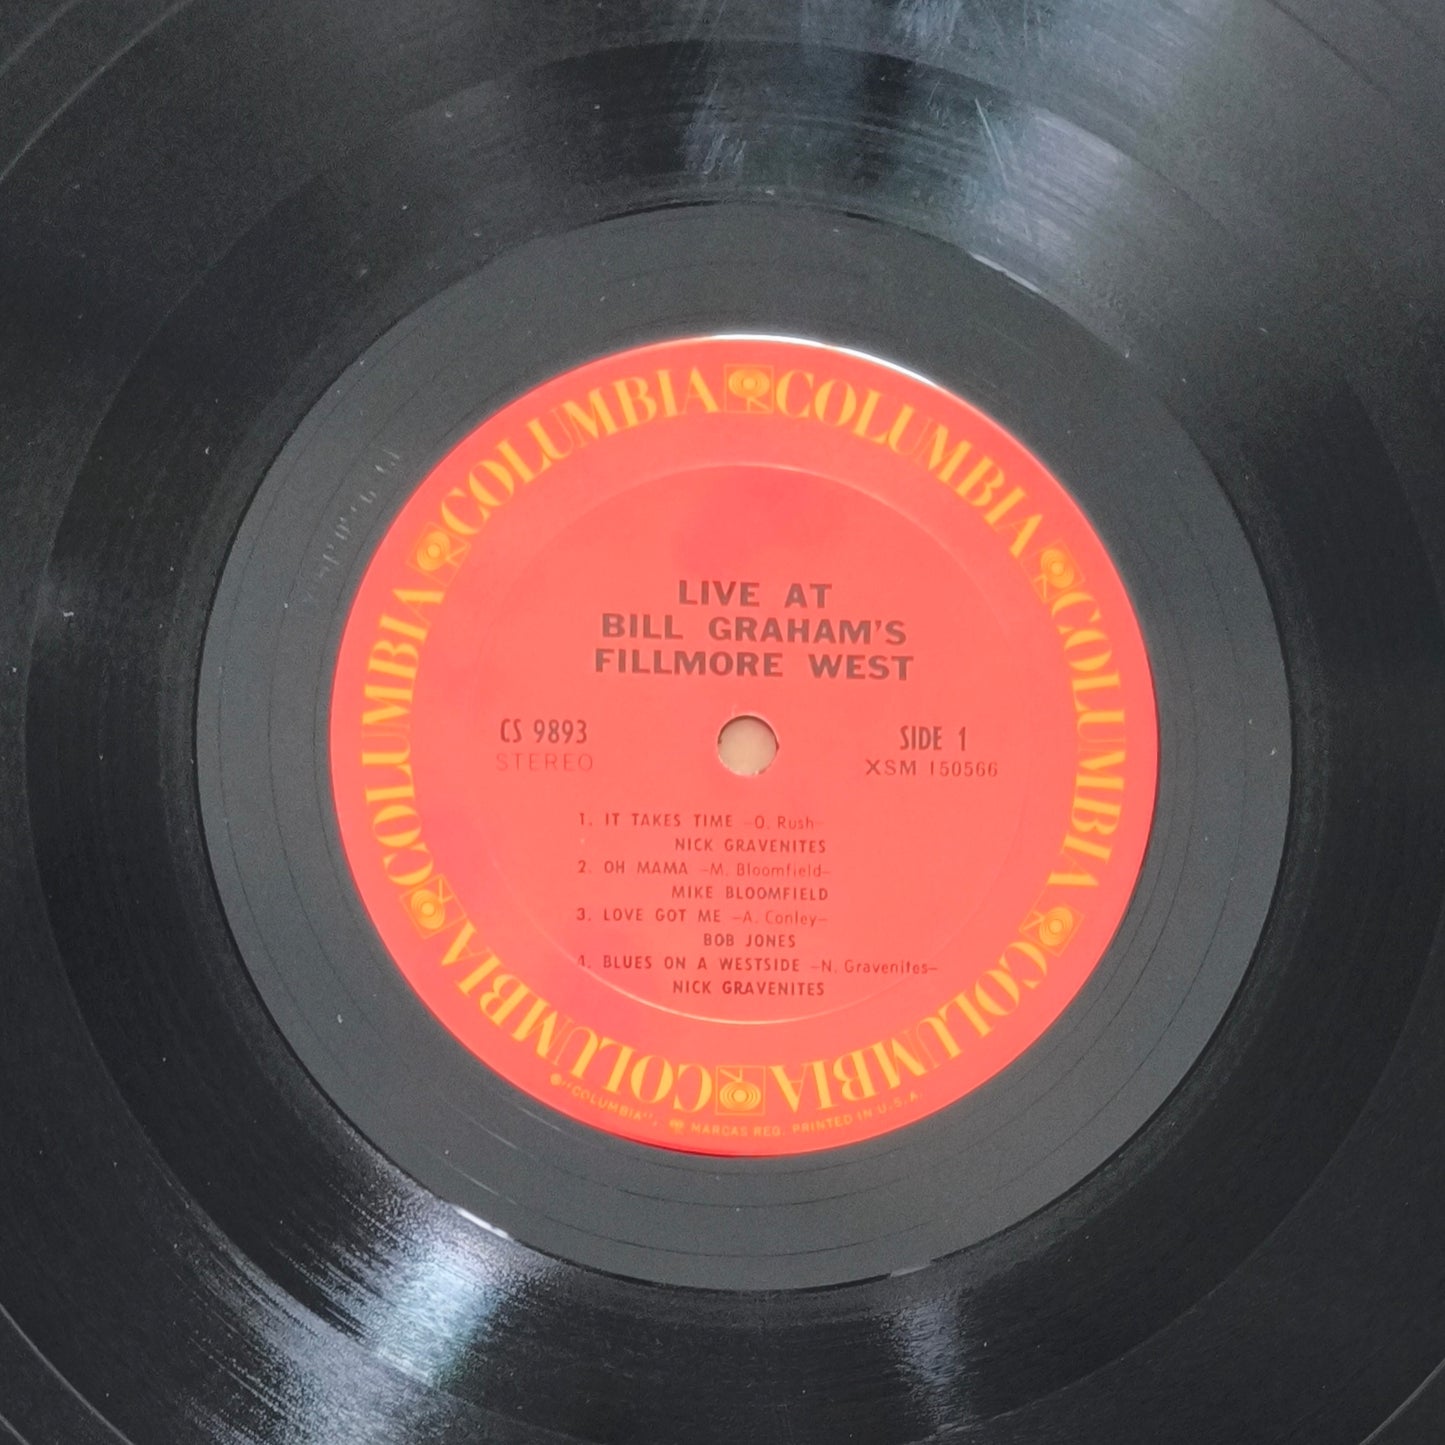 COLUMBIA COLUMBIA COLUMBIA COLUMBIA COLUMBIA COLUMBIA
LIVE AT
BILL GRAHAM'S
FILLMORE WEST
CS 9893
STEREO
SIDE 1
XSM 150566
1. IT TAKES TIME –O. Rush–
NICK GRAVENITES
2. OH MAMA –M. Bloomfield–
MIKE BLOOMFIELD
3. LOVE GOT ME –A. Conley–
BOB JONES
4. BLUES ON A WESTSIDE –N. Gravenites–
NICK GRAVENITES
"COLUMBIA", MARCAS REG. PRINTED IN U.S.A.